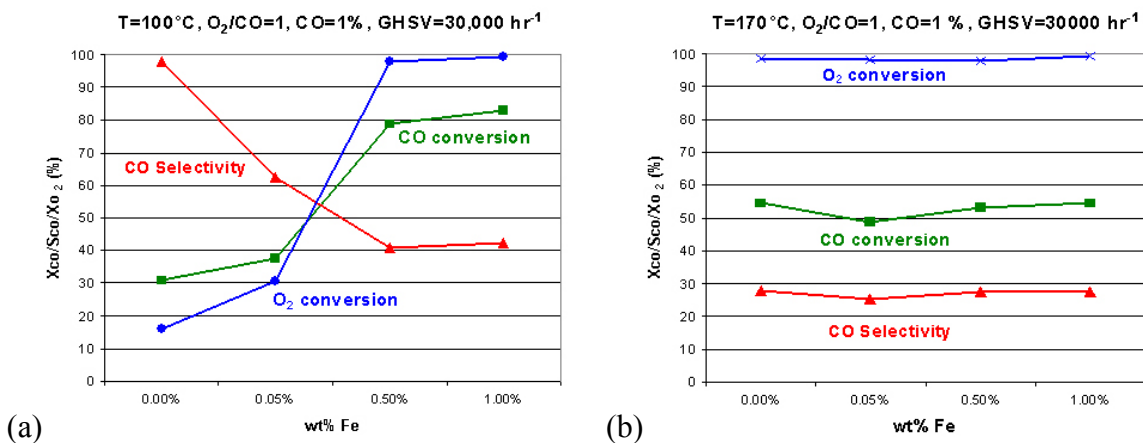 T=100°C, O₂/CO=1, CO=1%, GHSV=30,000 hr⁻¹
Xco/Sco/Xo ₂ (%)
100
90
80
70
60
50
40
30
20
10
0
CO Selectivity
CO conversion
O₂ conversion
0.00% 0.05% 0.50% 1.00%
wt% Fe
(a)
T=170°C, O₂/CO=1, CO=1 %, GHSV=30000 hr⁻¹
Xco/Sco/Xo ₂ (%)
100
90
80
70
60
50
40
30
20
10
0
O₂ conversion
CO conversion
CO Selectivity
0.00% 0.05% 0.50% 1.00%
wt% Fe
(b)